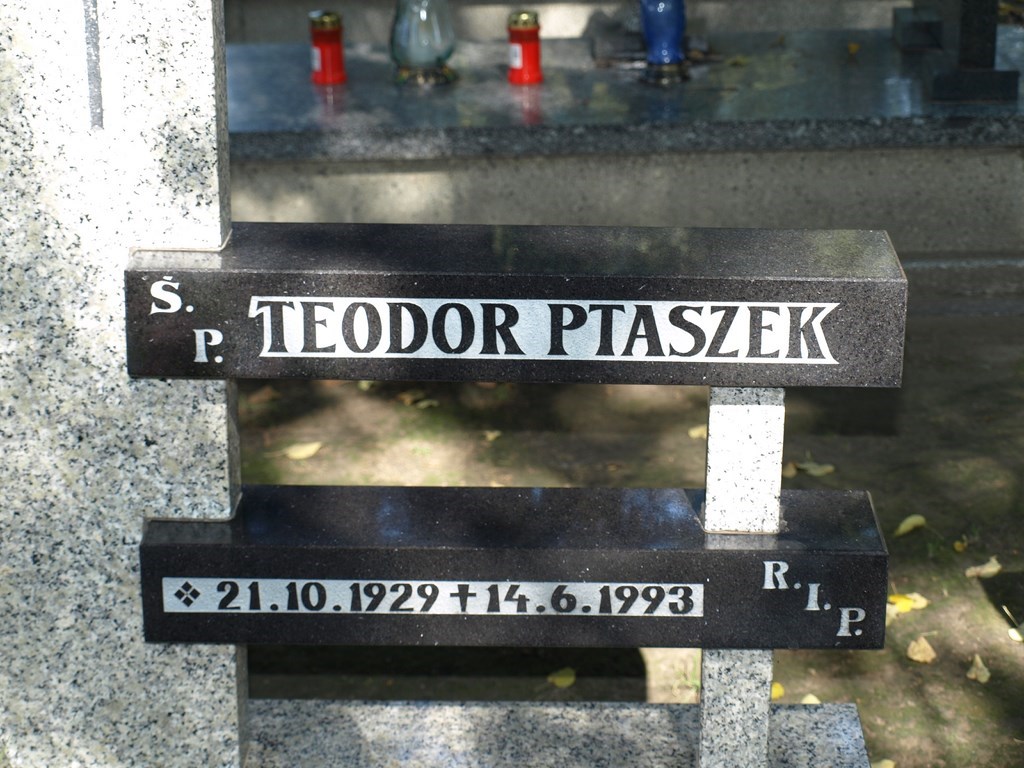 Ś.
P.
TEODOR PTASZEK
❖ 21.10.1929 ✝ 14.6.1993
R.I.P.